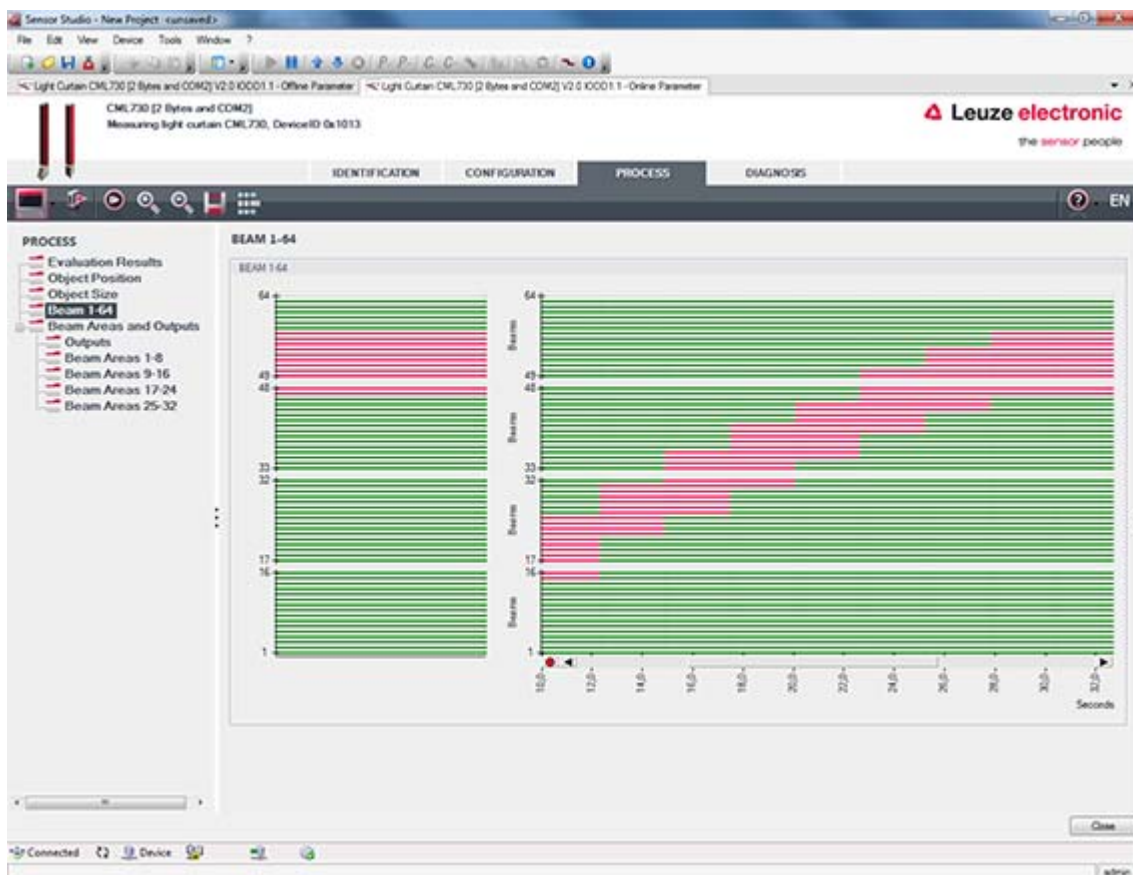 Sensor Studio - New Project <unsaved>
File Edit View Device Tools Window ?
Light Curtain CML730 [2 Bytes and COM2] V2.0 IODD1.1 - Offline Parameter
Light Curtain CML730 [2 Bytes and COM2] V2.0 IODD1.1 - Online Parameter
CML730 [2 Bytes and COM2]
Measuring light curtain CML730, DeviceID 0x1013
Leuze electronic
the sensor people
IDENTIFICATION CONFIGURATION PROCESS DIAGNOSIS
EN
PROCESS
Evaluation Results
Object Position
Object Size
Beam 1-64
Beam Areas and Outputs
Outputs
Beam Areas 1-8
Beam Areas 9-16
Beam Areas 17-24
Beam Areas 25-32
BEAM 1-64
BEAM 1-64
64
49
48
33
32
17
16
1
64
49
48
33
32
17
16
1
Beams
Beams
Beams
Beams
10,0 12,0 14,0 16,0 18,0 20,0 22,0 24,0 26,0 28,0 30,0 32,0
Seconds
Close
Connected Device
admin